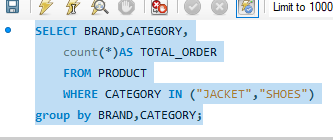 Limit to 1000
SELECT BRAND,CATEGORY,
count(*)AS TOTAL_ORDER
FROM PRODUCT
WHERE CATEGORY IN ("JACKET","SHOES")
group by BRAND,CATEGORY;